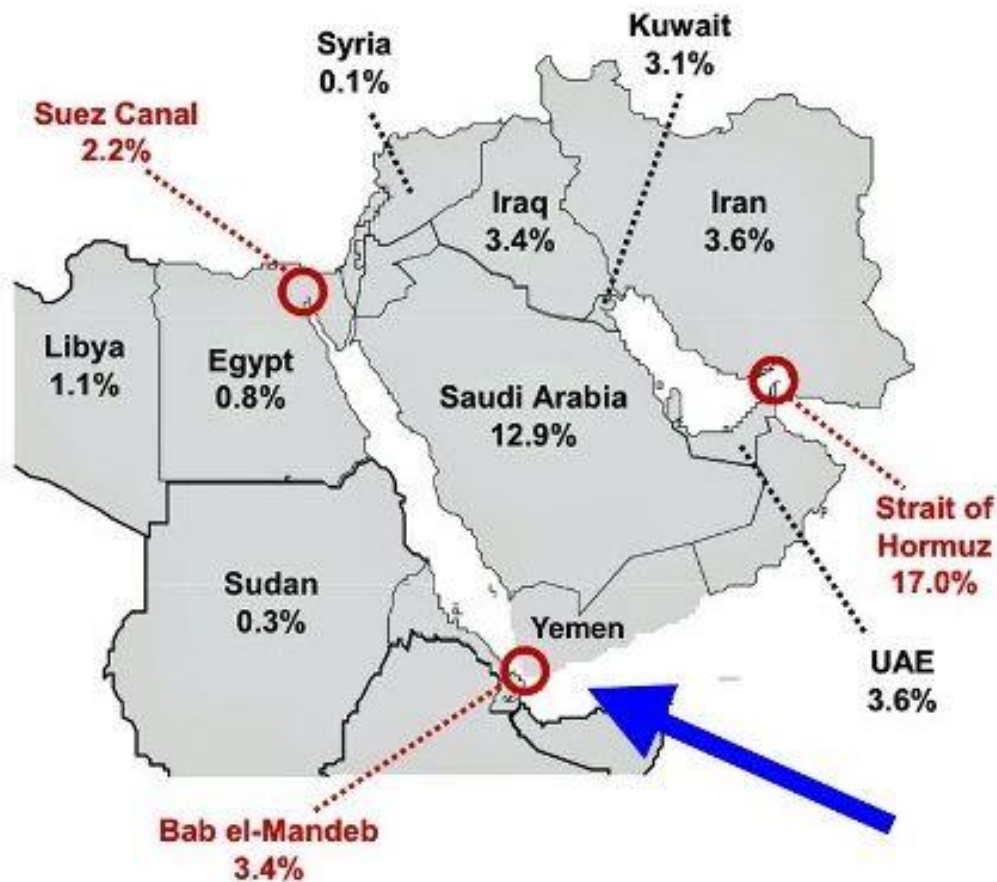 Kuwait
3.1%
Syria
0.1%
Suez Canal
2.2%
Iraq
3.4%
Iran
3.6%
Libya
1.1%
Egypt
0.8%
Saudi Arabia
12.9%
Strait of
Hormuz
17.0%
Sudan
0.3%
Yemen
UAE
3.6%
Bab el-Mandeb
3.4%